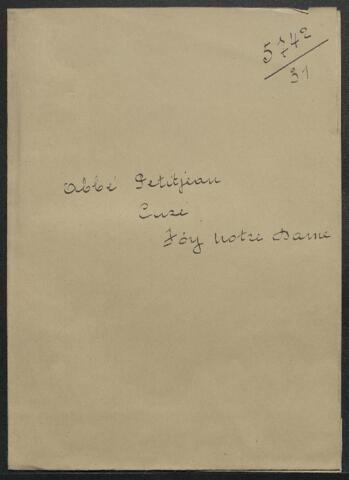 5 r 42
31
Abbé Petitjean
Curé
Foy Notre Dame